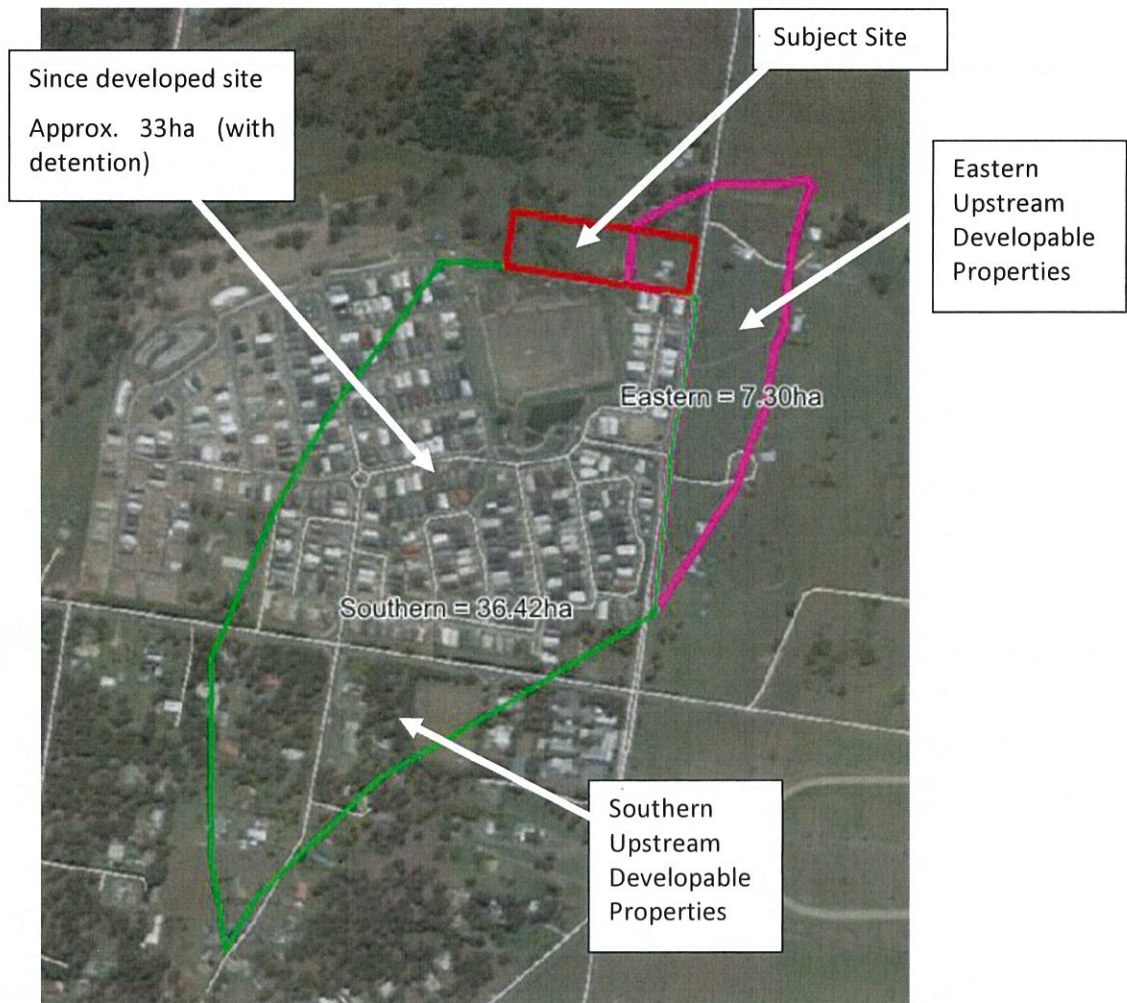 Subject Site
Since developed site
Approx. 33ha (with
detention)
Eastern
Upstream
Developable
Properties
Eastern = 7.30ha
Southern = 36.42ha
Southern
Upstream
Developable
Properties